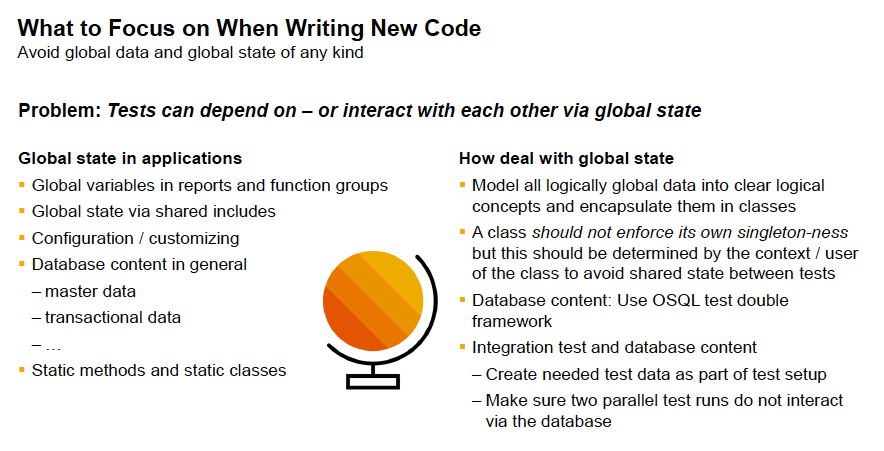 What to Focus on When Writing New Code
Avoid global data and global state of any kind
Problem: Tests can depend on – or interact with each other via global state
Global state in applications
▪ Global variables in reports and function groups
▪ Global state via shared includes
▪ Configuration / customizing
▪ Database content in general
– master data
– transactional data
– …
▪ Static methods and static classes
How deal with global state
▪ Model all logically global data into clear logical
concepts and encapsulate them in classes
▪ A class should not enforce its own singleton-ness
but this should be determined by the context / user
of the class to avoid shared state between tests
▪ Database content: Use OSQL test double
framework
▪ Integration test and database content
– Create needed test data as part of test setup
– Make sure two parallel test runs do not interact
via the database